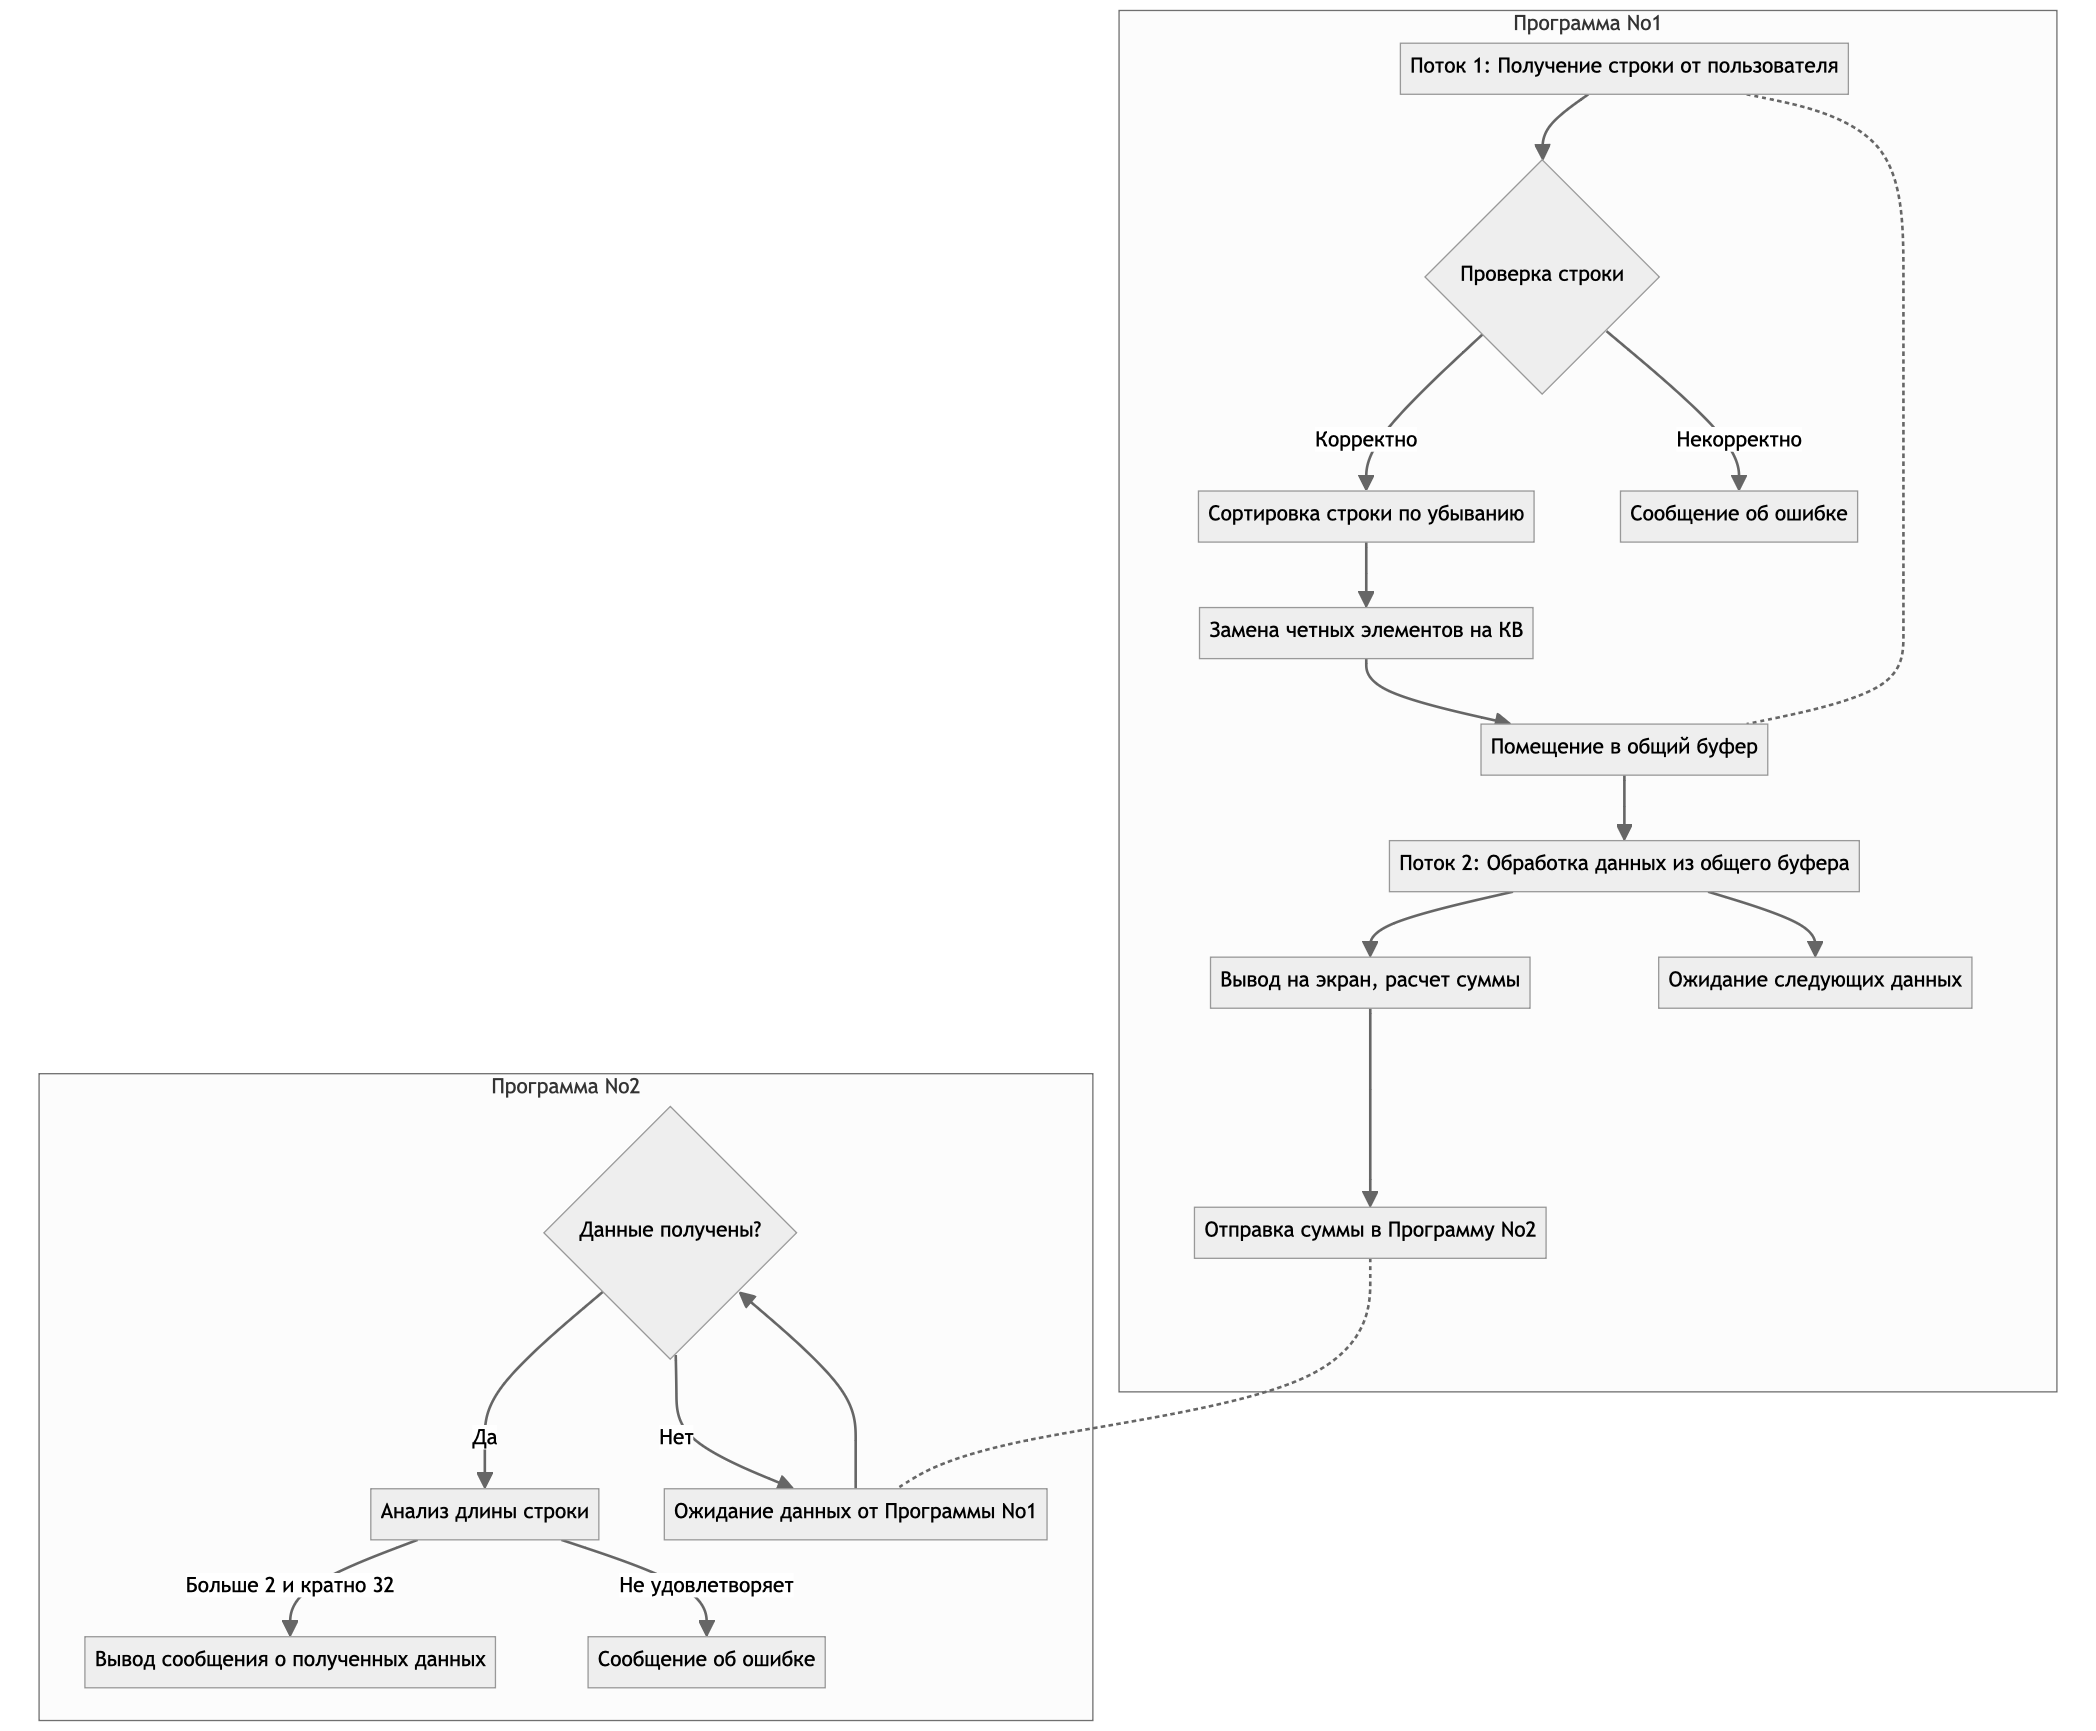 Программа No1
Поток 1: Получение строки от пользователя
Проверка строки
Корректно
Некорректно
Сортировка строки по убыванию
Сообщение об ошибке
Замена четных элементов на КВ
Помещение в общий буфер
Поток 2: Обработка данных из общего буфера
Вывод на экран, расчет суммы
Ожидание следующих данных
Отправка суммы в Программу No2
Программа No2
Данные получены?
Да
Нет
Анализ длины строки
Ожидание данных от Программы No1
Больше 2 и кратно 32
Не удовлетворяет
Вывод сообщения о полученных данных
Сообщение об ошибке